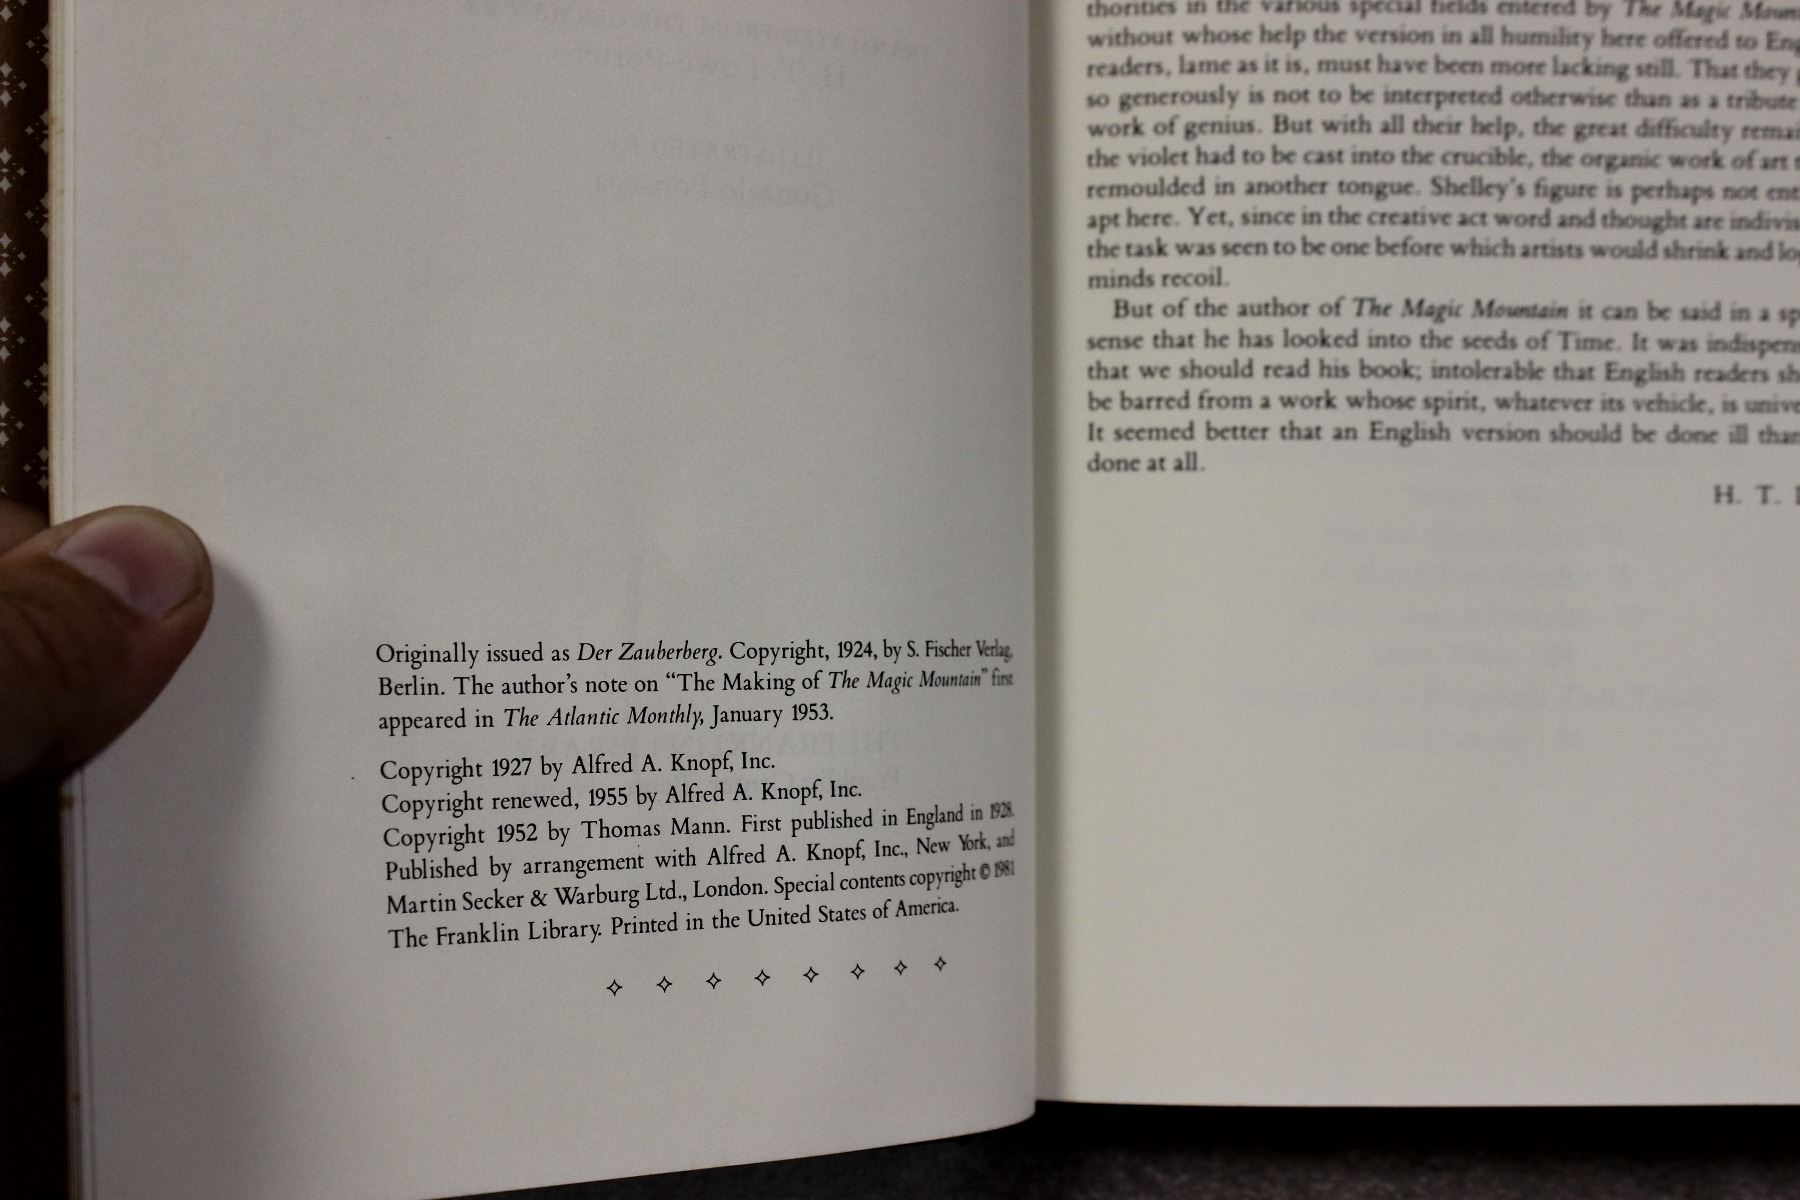 Originally issued as Der Zauberberg. Copyright, 1924, by S. Fischer Verlag,
Berlin. The author's note on “The Making of The Magic Mountain” first
appeared in The Atlantic Monthly, January 1953.
Copyright 1927 by Alfred A. Knopf, Inc.
Copyright renewed, 1955 by Alfred A. Knopf, Inc.
Copyright 1952 by Thomas Mann. First published in England in 1928.
Published by arrangement with Alfred A. Knopf, Inc., New York, and
Martin Secker & Warburg Ltd., London. Special contents copyright © 1981
The Franklin Library. Printed in the United States of America.
thorities in the various special fields entered by The Magic
without whose help the version in all humility here offered to
readers, lame as it is, must have been more lacking still. That they
so generously is not to be interpreted otherwise than as a tribute
work of genius. But with all their help, the great difficulty
the violet had to be cast into the crucible, the organic work of art
remoulded in another tongue. Shelley's figure is perhaps not
apt here. Yet, since in the creative act word and thought are
the task was seen to be one before which artists would shrink and
minds recoil.
But of the author of The Magic Mountain it can be said in a
sense that he has looked into the seeds of Time. It was
that we should read his book; intolerable that English readers
be barred from a work whose spirit, whatever its vehicle, is
It seemed better that an English version should be done ill
done at all.
H. T.